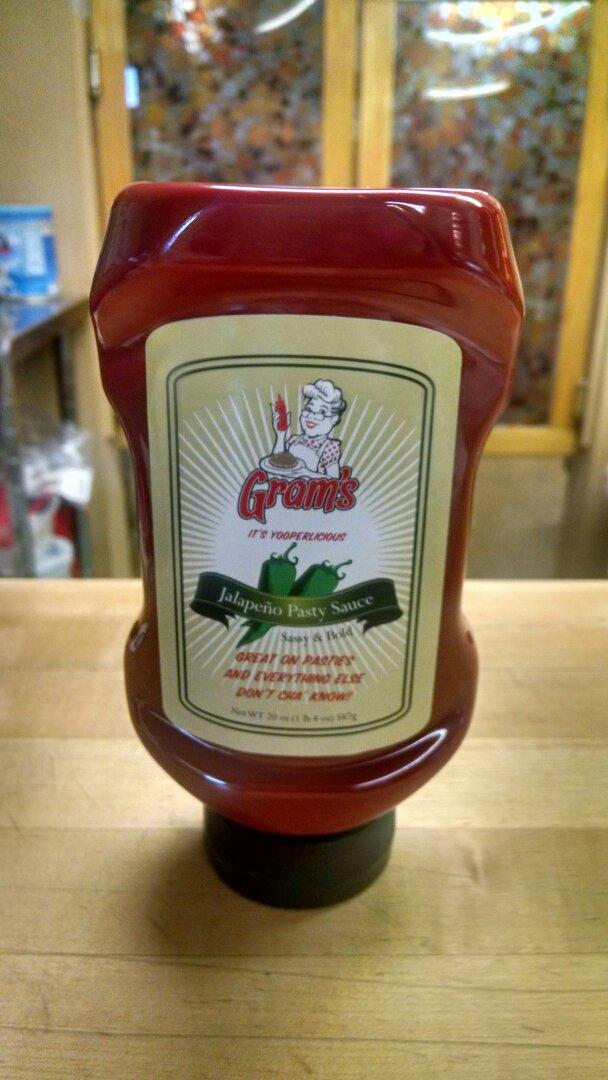 Gram's
IT'S YOOPERLICIOUS
Jalapeño Pasty Sauce
Sassy & Bold
GREAT ON PASTIES
AND EVERYTHING ELSE
DON'T CHA' KNOW!
Net WT 20 oz (1 lb 4 oz) 567g